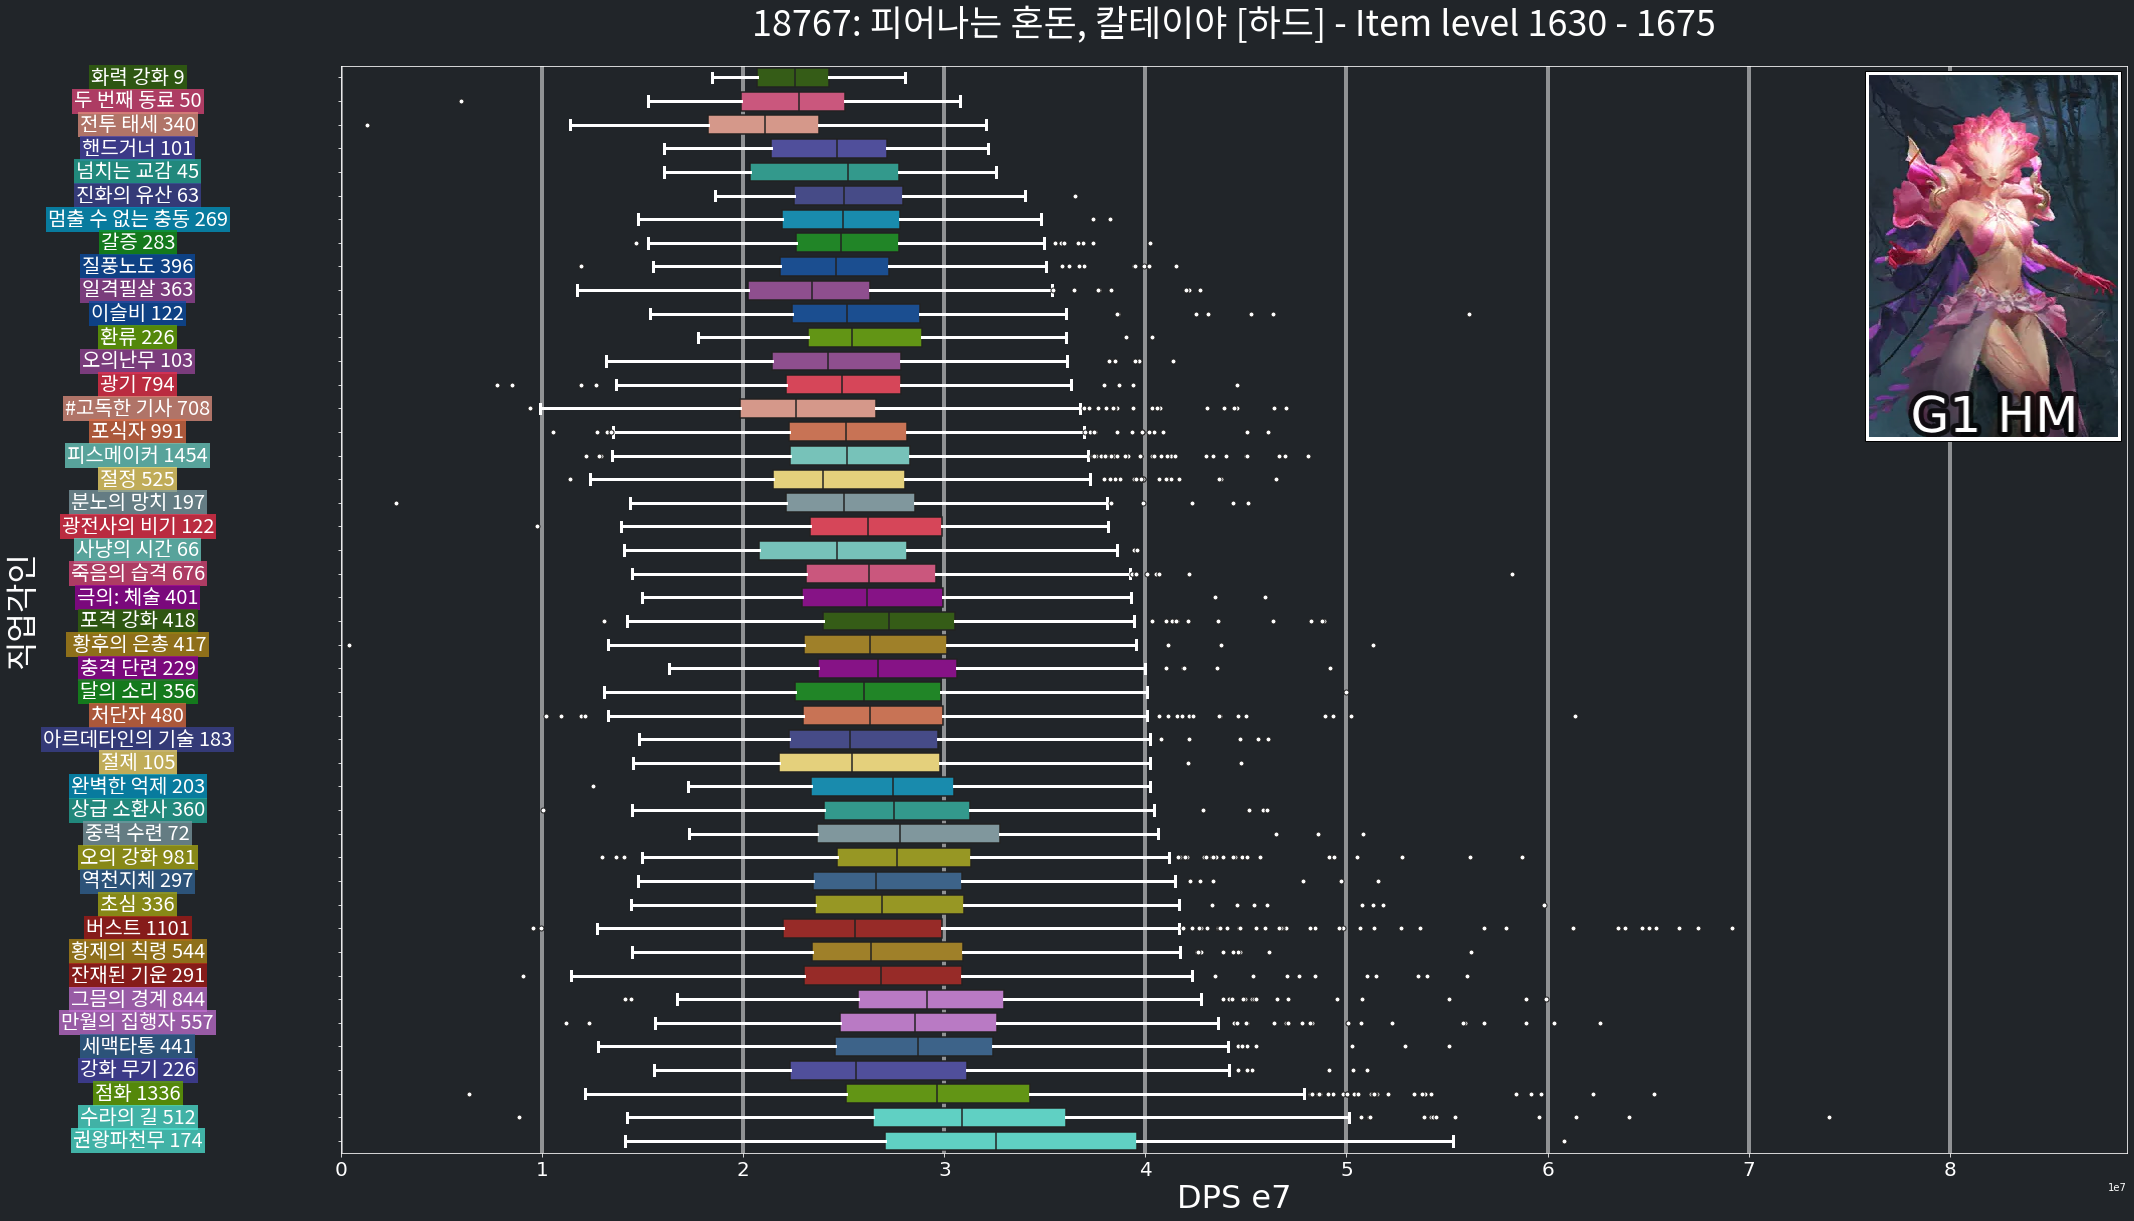 18767: 피어나는 혼돈, 칼테이야 [하드] - Item level 1630 - 1675
화력 강화 9
두 번째 동료 50
전투 태세 340
핸드거너 101
넘치는 교감 45
진화의 유산 63
멈출 수 없는 충동 269
갈증 283
질풍노도 396
일격필살 363
이슬비 122
환류 226
오의난무 103
광기 794
#고독한 기사 708
포식자 991
피스메이커 1454
절정 525
분노의 망치 197
광전사의 비기 122
사냥의 시간 66
죽음의 습격 676
극의: 체술 401
포격 강화 418
황후의 은총 417
충격 단련 229
달의 소리 356
처단자 480
아르데타인의 기술 183
절제 105
완벽한 억제 203
상급 소환사 360
중력 수련 72
오의 강화 981
역천지체 297
초심 336
버스트 1101
황제의 칙령 544
잔재된 기운 291
그믐의 경계 844
만월의 집행자 557
세맥타통 441
강화 무기 226
점화 1336
수라의 길 512
권왕파천무 174
직업각인
G1 HM
0 1 2 3 4 5 6 7 8
DPS e7
1e7